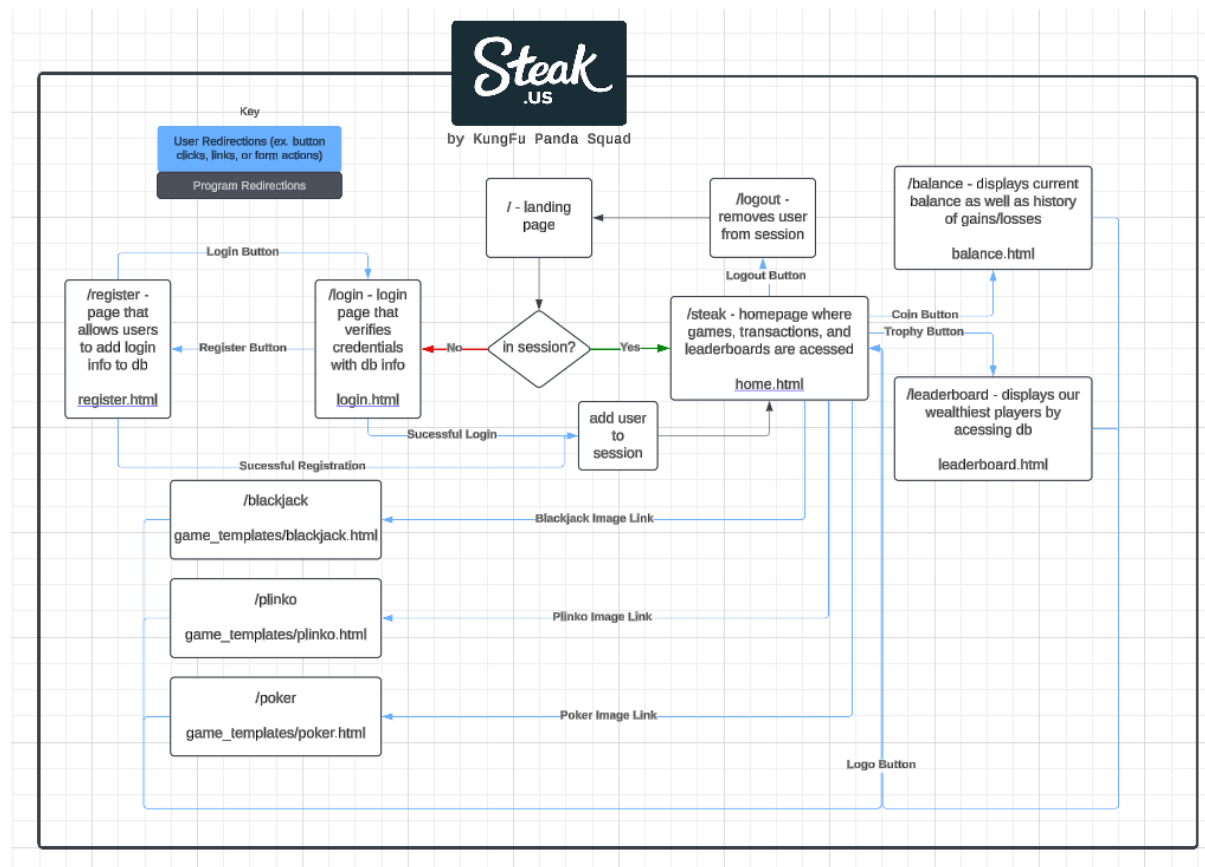 Steak
.US
by KungFu Panda Squad
Key
User Redirections (ex. button
clicks, links, or form actions)
Program Redirections
/ - landing
page
/logout -
removes user
from session
/balance - displays current
balance as well as history
of gains/losses
balance.html
Login Button
Logout Button
/register -
page that
allows users
to add login
info to db
register.html
Register Button
/login - login
page that
verifies
credentials
with db info
login.html
No
in session?
Yes
/steak - homepage where
games, transactions, and
leaderboards are acessed
home.html
Coin Button
Trophy Button
/leaderboard - displays our
wealthiest players by
acessing db
leaderboard.html
add user
to
session
Sucessful Login
Sucessful Registration
/blackjack
game_templates/blackjack.html
Blackjack Image Link
/plinko
game_templates/plinko.html
Plinko Image Link
/poker
game_templates/poker.html
Poker Image Link
Logo Button